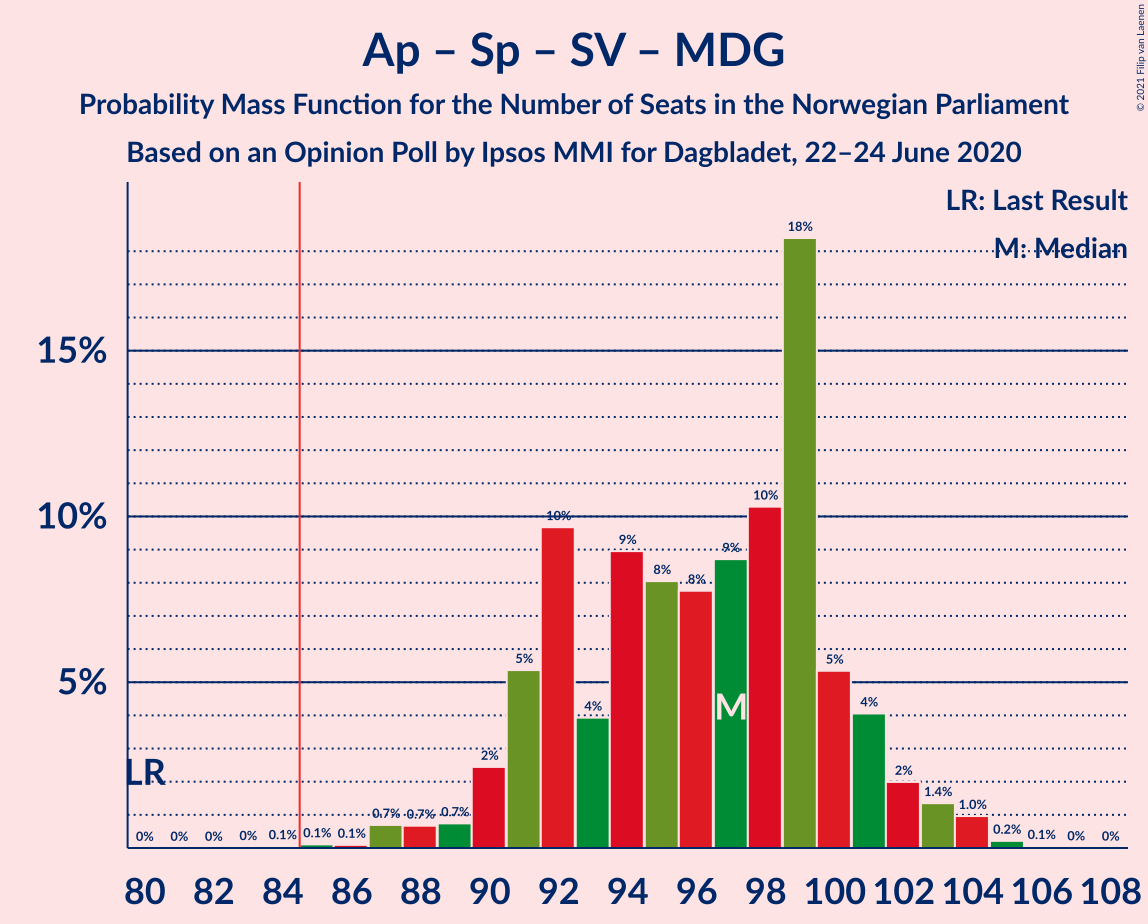 Ap – Sp – SV – MDG
Probability Mass Function for the Number of Seats in the Norwegian Parliament
Based on an Opinion Poll by Ipsos MMI for Dagbladet, 22–24 June 2020
© 2021 Filip van Laenen
LR: Last Result
M: Median
15%
10%
5%
LR
M
0% 0% 0% 0% 0.1% 0.1% 0.1% 0.7% 0.7% 0.7% 2% 5% 10% 4% 9% 8% 8% 9% 10% 18% 5% 4% 2% 1.4% 1.0% 0.2% 0.1% 0% 0%
80 82 84 86 88 90 92 94 96 98 100 102 104 106 108